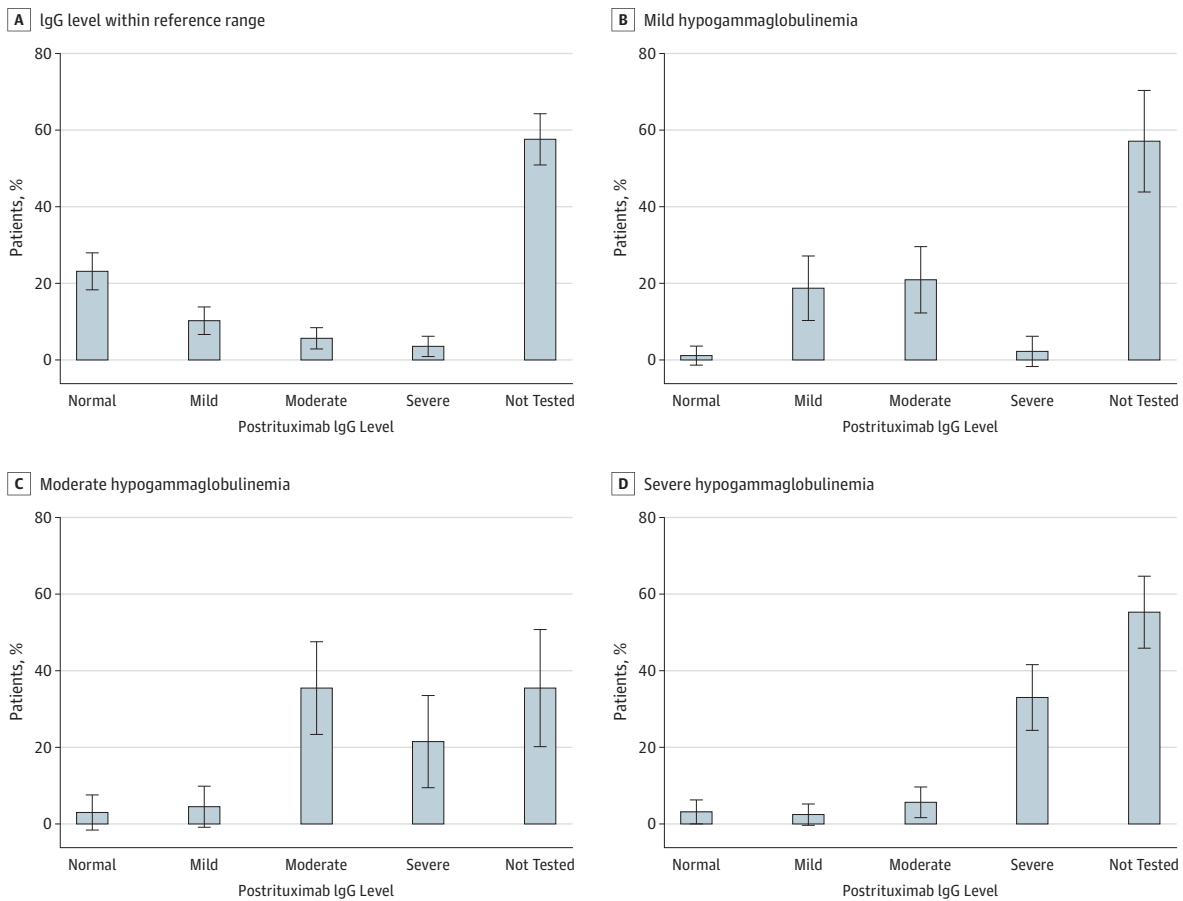 A IgG level within reference range
80
60
40
20
0
Patients, %
Normal Mild Moderate Severe Not Tested
Postrituximab IgG Level
B Mild hypogammaglobulinemia
80
60
40
20
0
Patients, %
Normal Mild Moderate Severe Not Tested
Postrituximab IgG Level
C Moderate hypogammaglobulinemia
80
60
40
20
0
Patients, %
Normal Mild Moderate Severe Not Tested
Postrituximab IgG Level
D Severe hypogammaglobulinemia
80
60
40
20
0
Patients, %
Normal Mild Moderate Severe Not Tested
Postrituximab IgG Level